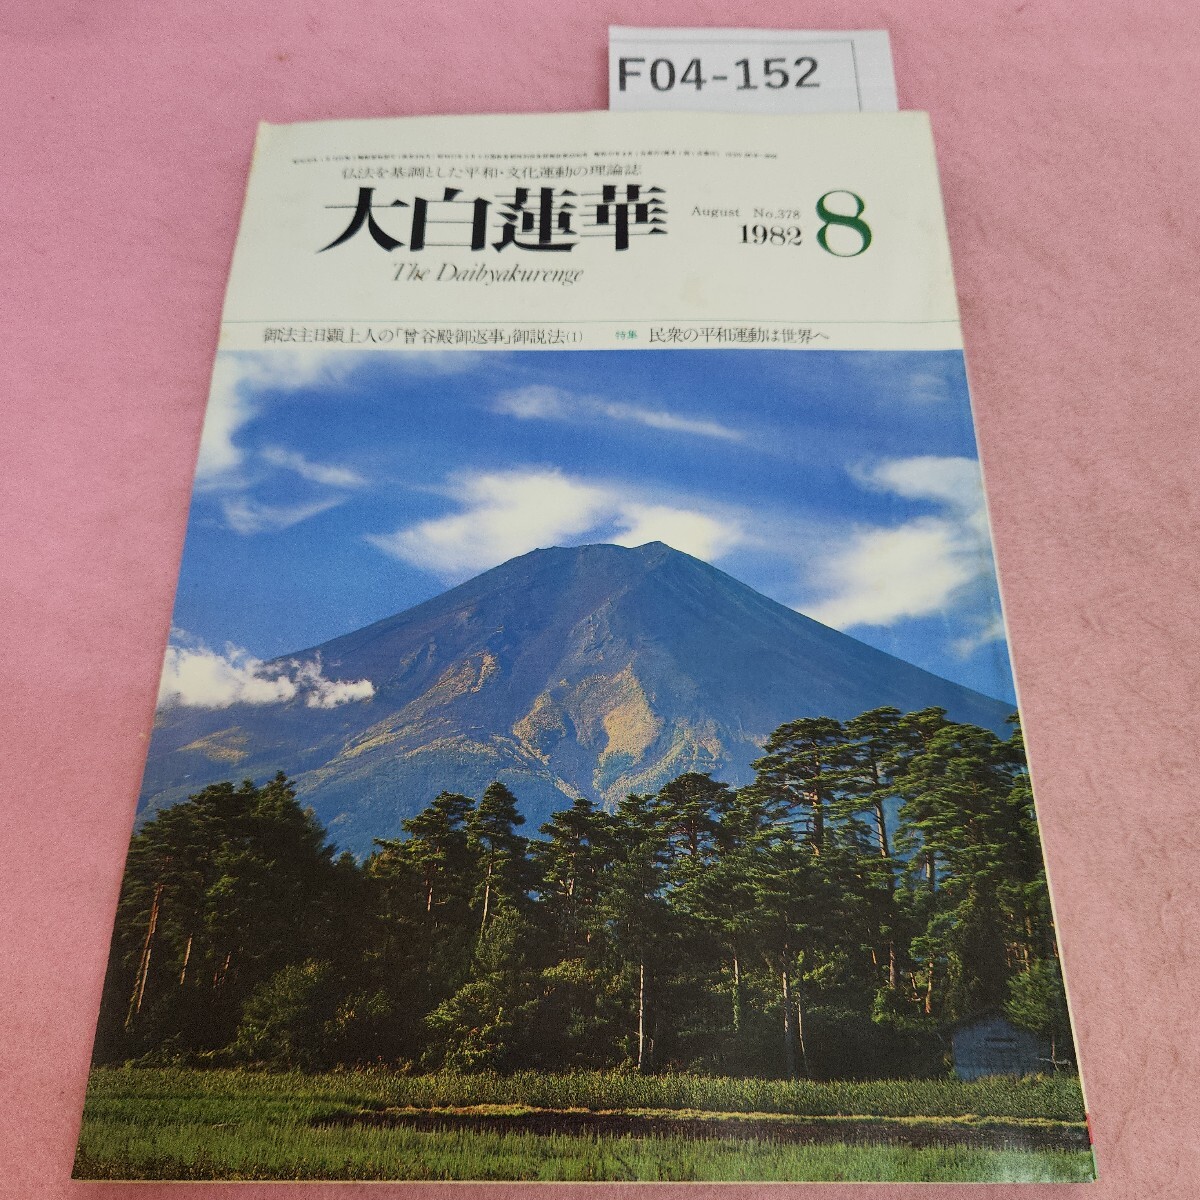 F04-152
仏法を基調とした平和・文化運動の理論誌
大白蓮華
August No.378
1982 8
The Daibyakurenge
御法主日顕上人の「曾谷殿御返事」御説法(1) 特集 民衆の平和運動は世界へ